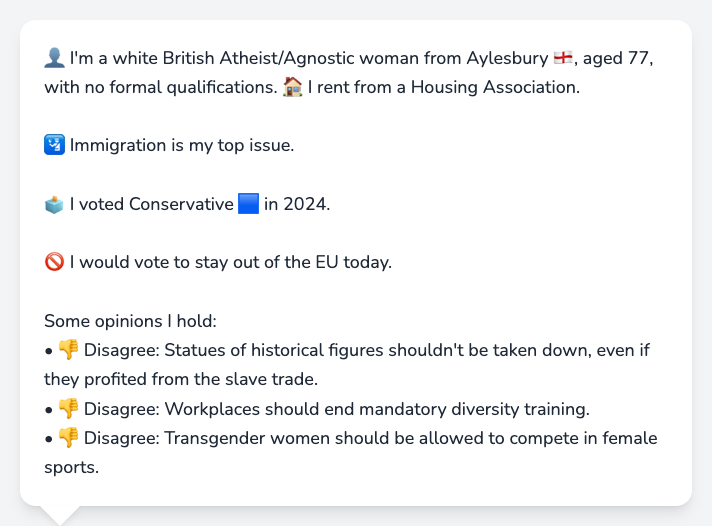 👤 I'm a white British Atheist/Agnostic woman from Aylesbury 🏴󠁧󠁢󠁥󠁮󠁧󠁿, aged 77,
with no formal qualifications. 🏠 I rent from a Housing Association.
🛂 Immigration is my top issue.
🗳️ I voted Conservative 🟦 in 2024.
🚫 I would vote to stay out of the EU today.
Some opinions I hold:
• 👎 Disagree: Statues of historical figures shouldn't be taken down, even if
they profited from the slave trade.
• 👎 Disagree: Workplaces should end mandatory diversity training.
• 👎 Disagree: Transgender women should be allowed to compete in female
sports.